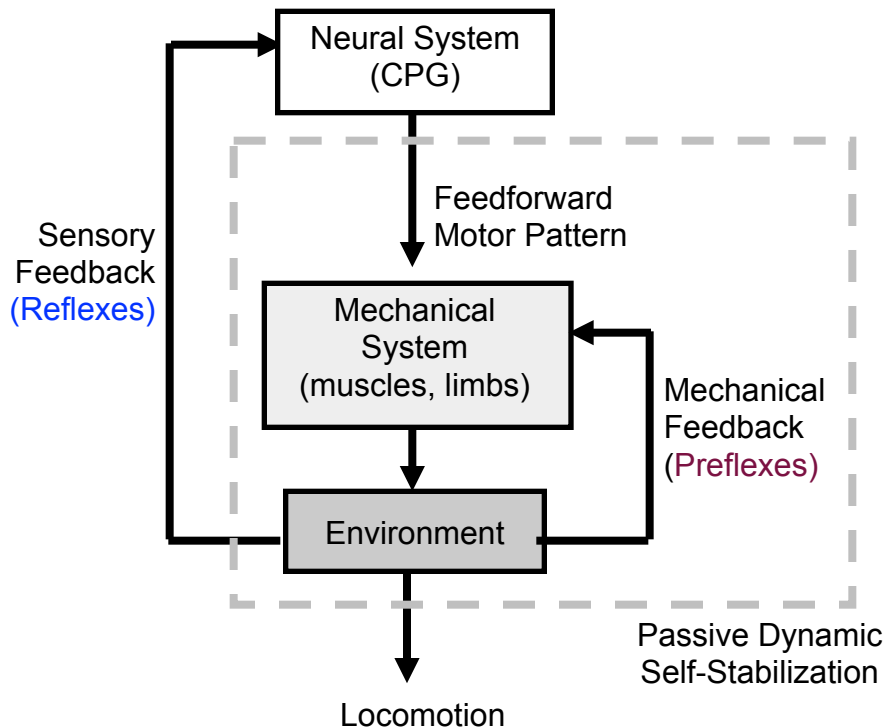 Neural System
(CPG)
Feedforward
Motor Pattern
Sensory
Feedback
(Reflexes)
Mechanical
System
(muscles, limbs)
Mechanical
Feedback
(Preflexes)
Environment
Passive Dynamic
Self-Stabilization
Locomotion